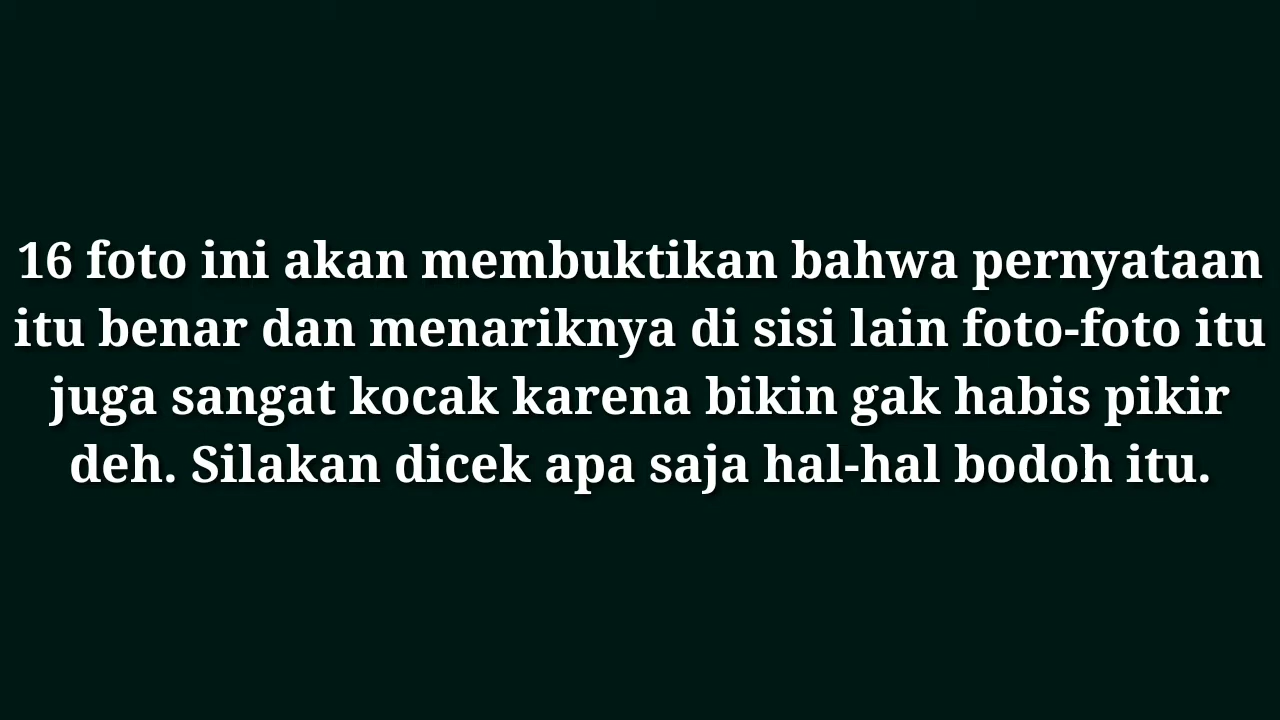 16 foto ini akan membuktikan bahwa pernyataan
itu benar dan menariknya di sisi lain foto-foto itu
juga sangat kocak karena bikin gak habis pikir
deh. Silakan dicek apa saja hal-hal bodoh itu.